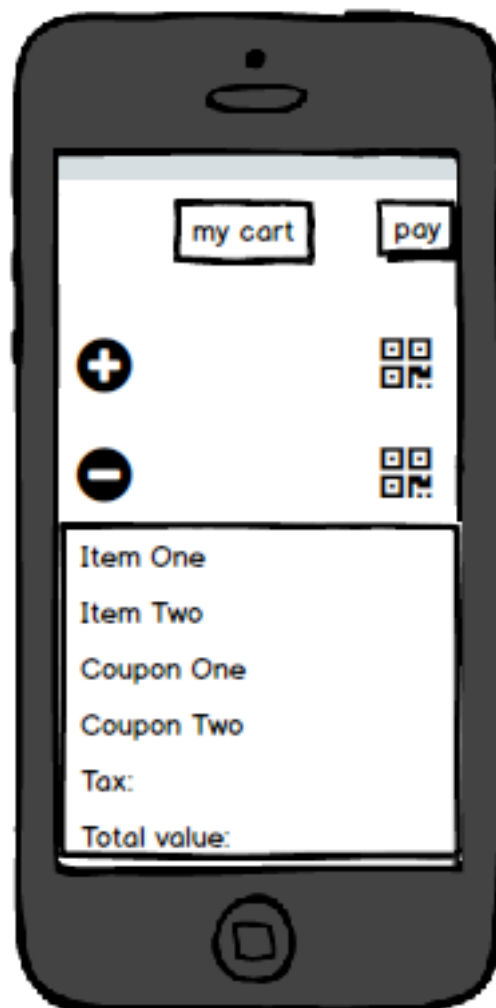 my cart
pay
Item One
Item Two
Coupon One
Coupon Two
Tax:
Total value: